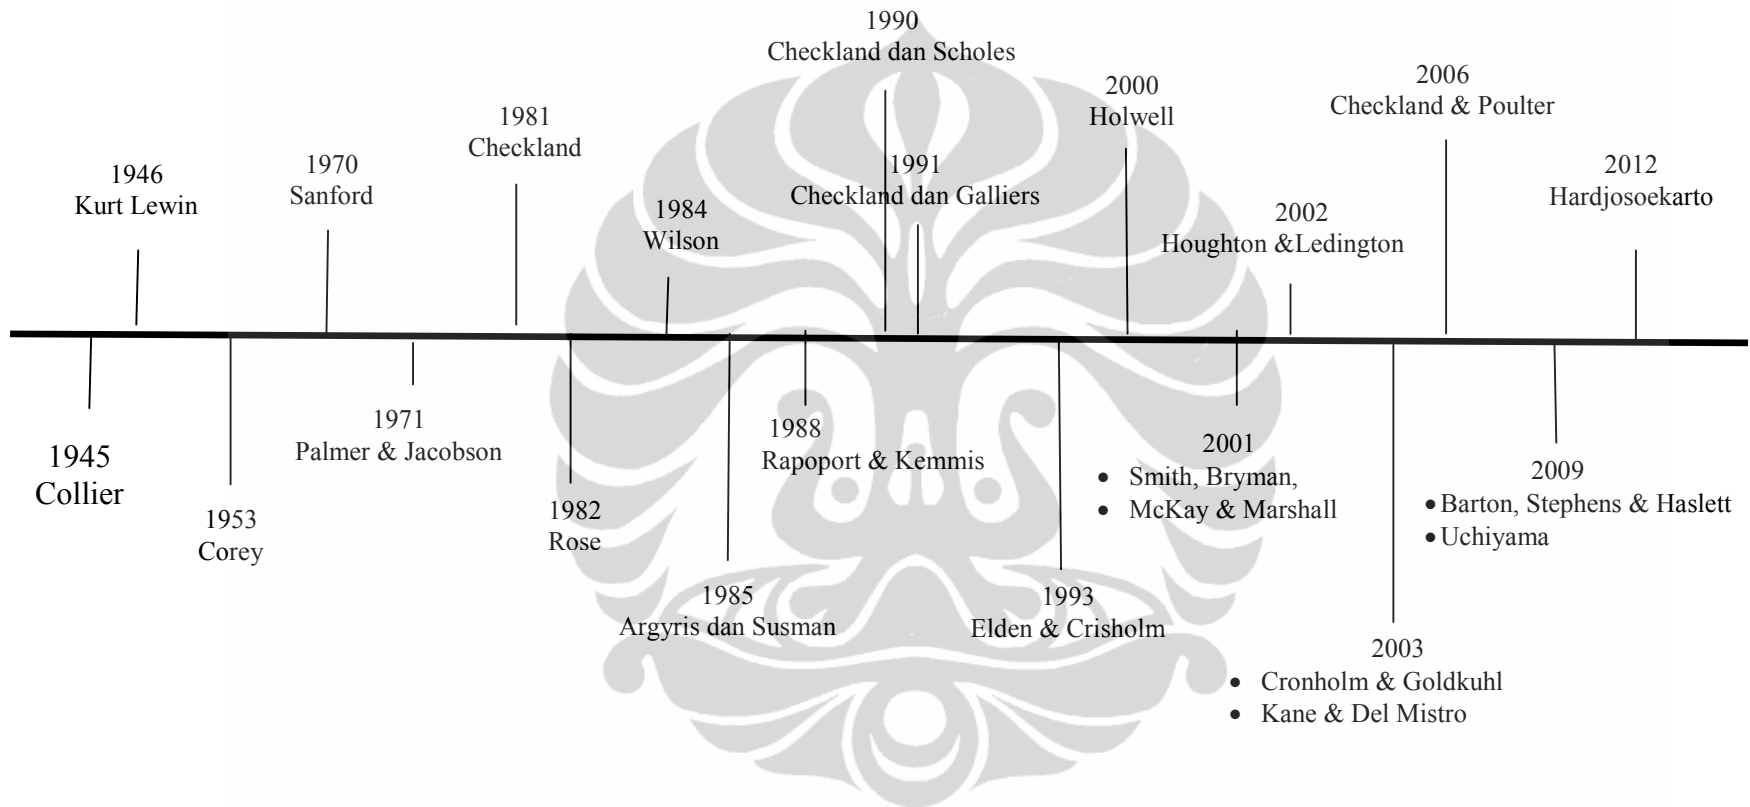 1990
Checkland dan Scholes
2000
Holwell
2006
Checkland & Poulter
1981
Checkland
1946
Kurt Lewin
1970
Sanford
1991
Checkland dan Galliers
2012
Hardjosoekarto
1984
Wilson
2002
Houghton &Ledington
1945
Collier
1971
Palmer & Jacobson
1988
Rapoport & Kemmis
2001
• Smith, Bryman,
• McKay & Marshall
2009
• Barton, Stephens & Haslett
• Uchiyama
1953
Corey
1982
Rose
1985
Argyris dan Susman
1993
Elden & Crisholm
2003
• Cronholm & Goldkuhl
• Kane & Del Mistro